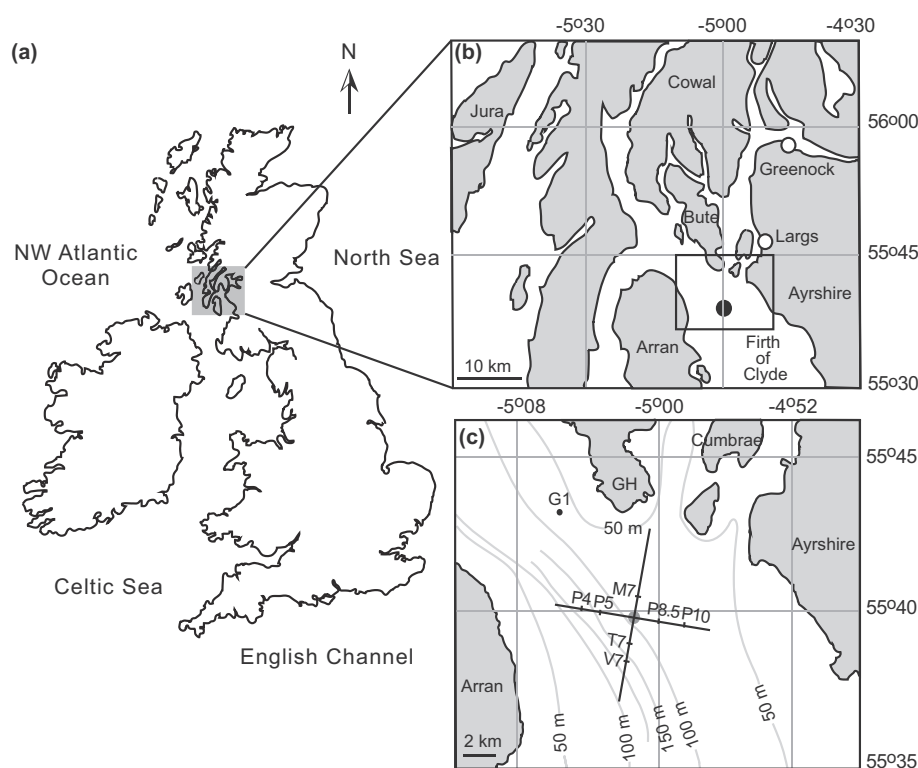 (a)
N
NW Atlantic
Ocean
North Sea
Celtic Sea
English Channel
-5o30
-5o00
-4o30
(b)
Cowal
Jura
56o00
Greenock
Bute
Largs
55o45
Ayrshire
Arran
Firth
of
Clyde
10 km
55o30
-5o08
-5o00
-4o52
(c)
Cumbrae
55o45
GH
G1
50 m
Ayrshire
M7
P4
P5
P8.5
P10
55o40
T7
V7
Arran
50 m
100 m
150 m
100 m
50 m
2 km
55o35